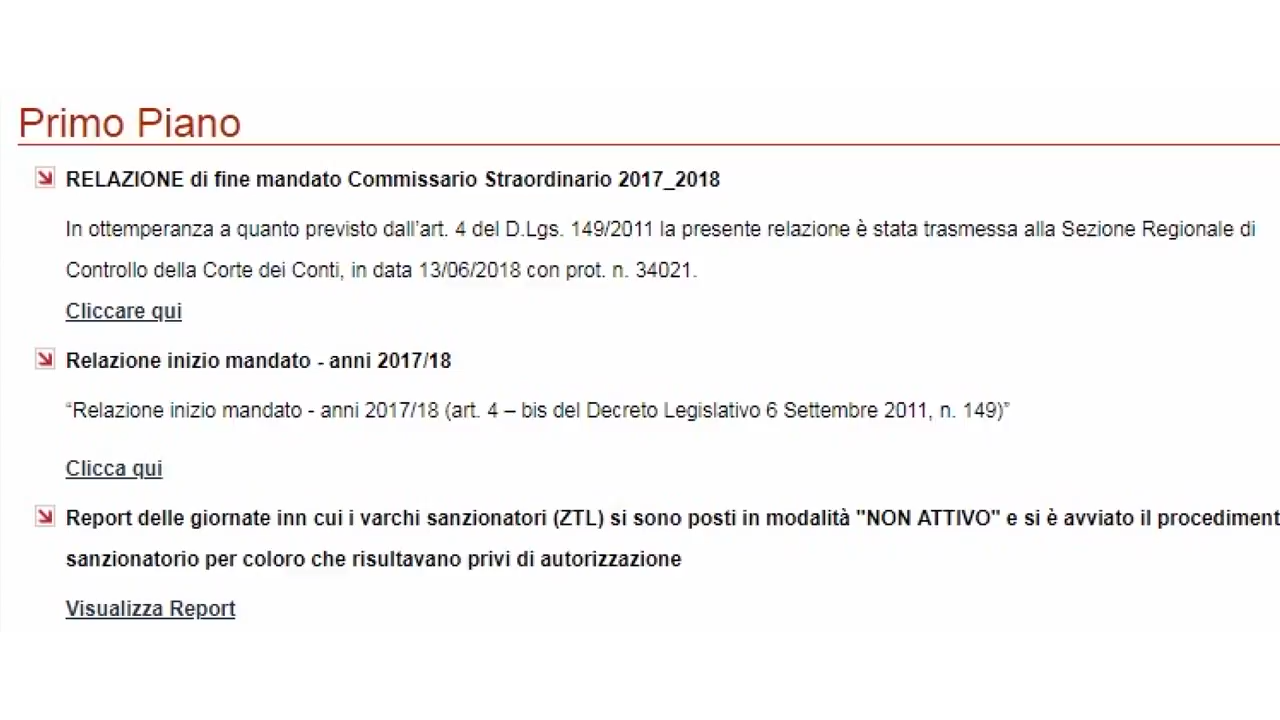 Primo Piano
RELAZIONE di fine mandato Commissario Straordinario 2017_2018
In ottemperanza a quanto previsto dall'art. 4 del D.Lgs. 149/2011 la presente relazione è stata trasmessa alla Sezione Regionale di
Controllo della Corte dei Conti, in data 13/06/2018 con prot. n. 34021.
Cliccare qui
Relazione inizio mandato - anni 2017/18
“Relazione inizio mandato - anni 2017/18 (art. 4 – bis del Decreto Legislativo 6 Settembre 2011, n. 149)”
Clicca qui
Report delle giornate inn cui i varchi sanzionatori (ZTL) si sono posti in modalità "NON ATTIVO" e si è avviato il procediment
sanzionatorio per coloro che risultavano privi di autorizzazione
Visualizza Report